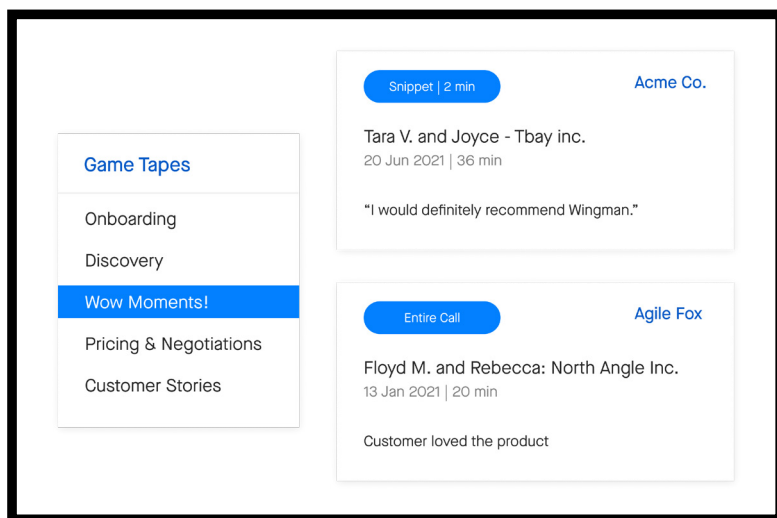 Game Tapes
Onboarding
Discovery
Wow Moments!
Pricing & Negotiations
Customer Stories
Snippet | 2 min
Acme Co.
Tara V. and Joyce - Tbay inc.
20 Jun 2021 | 36 min
“I would definitely recommend Wingman.”
Entire Call
Agile Fox
Floyd M. and Rebecca: North Angle Inc.
13 Jan 2021 | 20 min
Customer loved the product